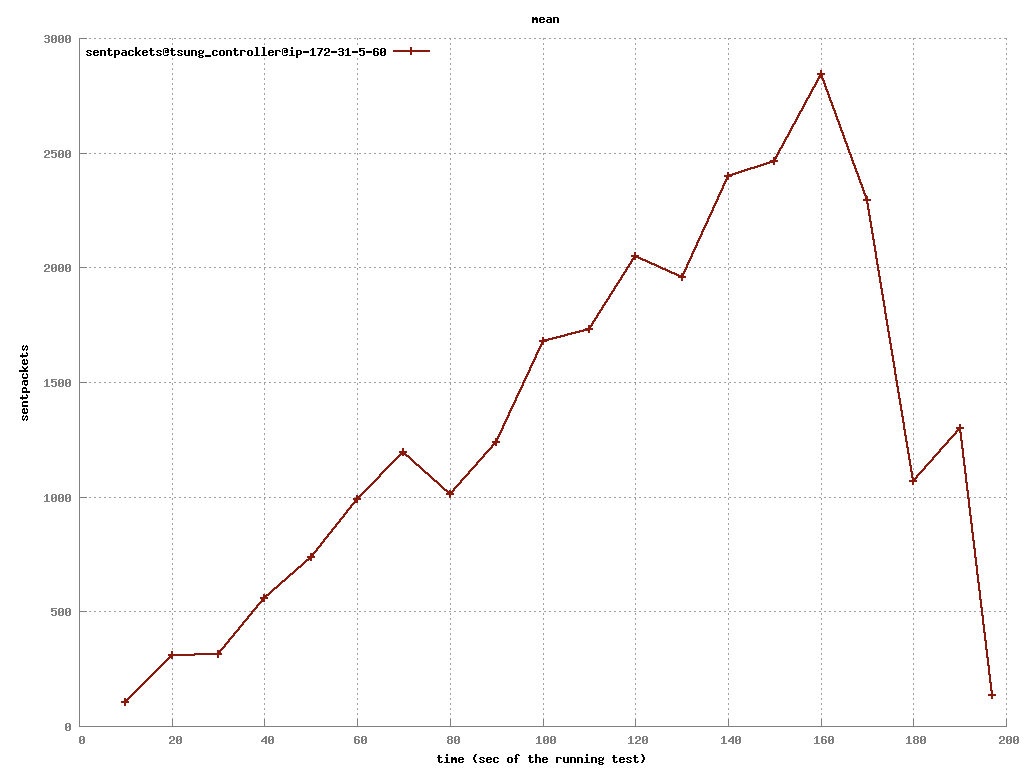 mean
3000
sentpackets@tsung_controller@ip-172-31-5-60
2500
2000
sentpackets
1500
1000
500
0
0 20 40 60 80 100 120 140 160 180 200
time (sec of the running test)